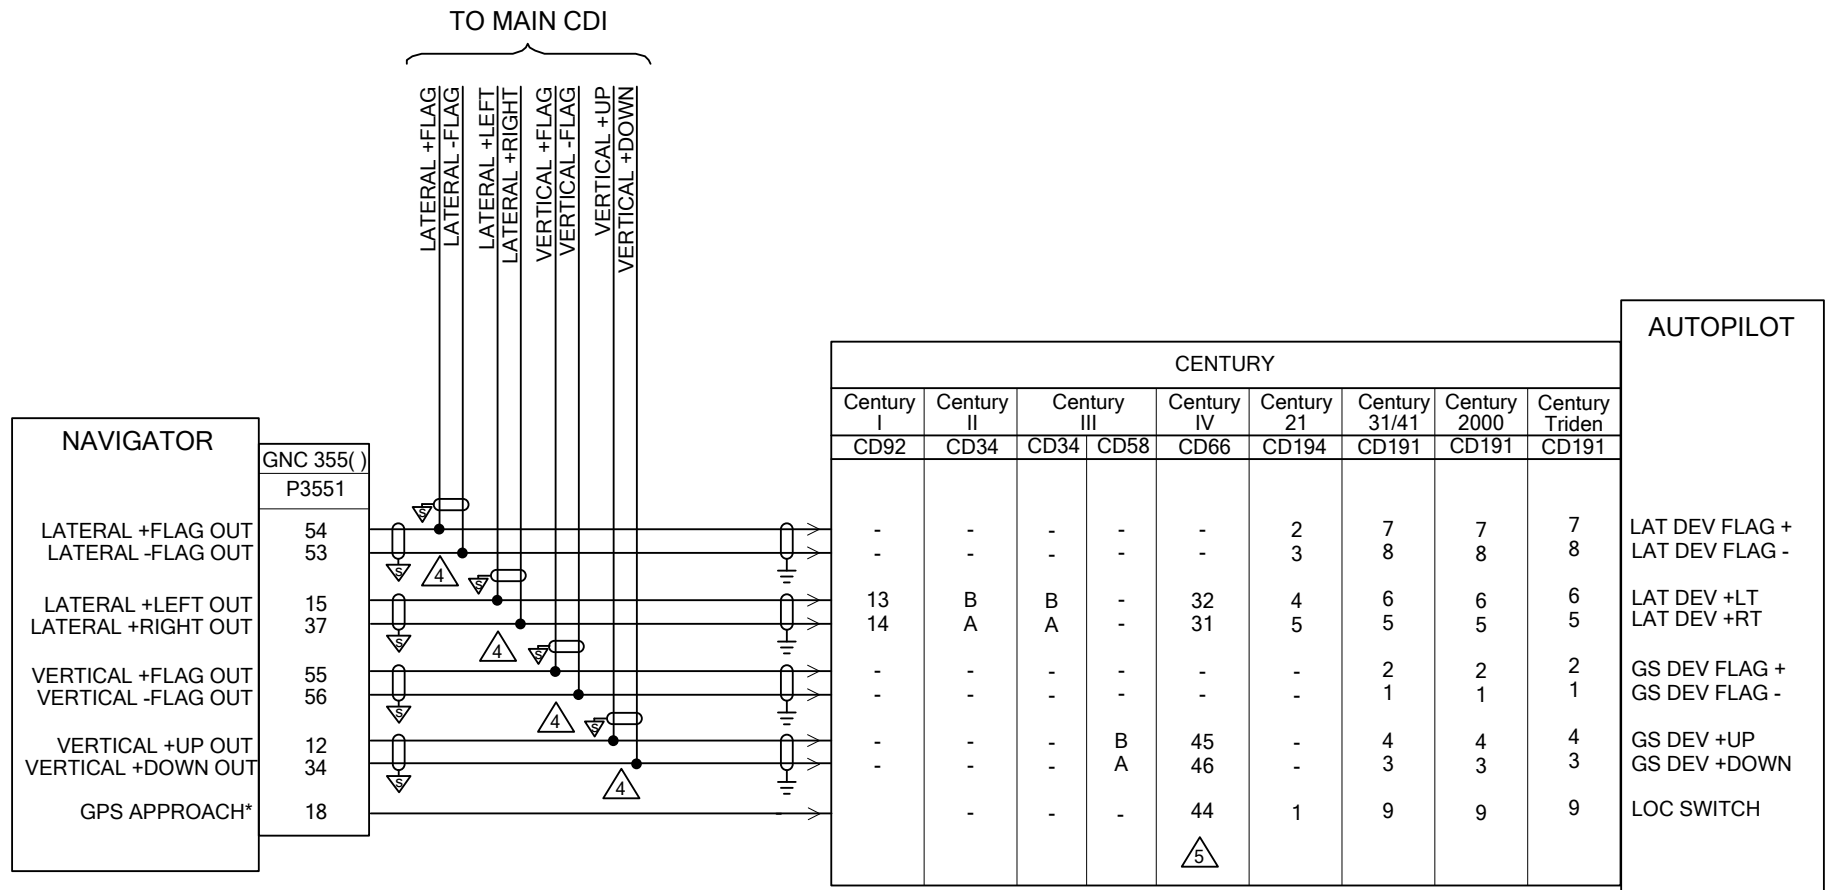 TO MAIN CDI
LATERAL +FLAG
LATERAL -FLAG
LATERAL +LEFT
LATERAL +RIGHT
VERTICAL +FLAG
VERTICAL -FLAG
VERTICAL +UP
VERTICAL +DOWN
AUTOPILOT
CENTURY
Century I Century II Century III Century IV Century 21 Century 31/41 Century 2000 Century Triden
CD92 CD34 CD34 CD58 CD66 CD194 CD191 CD191 CD191
NAVIGATOR
GNC 355( )
P3551
S
LATERAL +FLAG OUT 54 - - - - - 2 7 7 7 LAT DEV FLAG +
LATERAL -FLAG OUT 53 - - - - - 3 8 8 8 LAT DEV FLAG -
S 4 S
LATERAL +LEFT OUT 15 13 B B - 32 4 6 6 6 LAT DEV +LT
LATERAL +RIGHT OUT 37 14 A A - 31 5 5 5 5 LAT DEV +RT
S 4 S
VERTICAL +FLAG OUT 55 - - - - - - 2 2 2 GS DEV FLAG +
VERTICAL -FLAG OUT 56 - - - - - - 1 1 1 GS DEV FLAG -
S 4 S
VERTICAL +UP OUT 12 - - - B 45 - 4 4 4 GS DEV +UP
VERTICAL +DOWN OUT 34 - - - A 46 - 3 3 3 GS DEV +DOWN
S 4
GPS APPROACH* 18 - - - - 44 1 9 9 9 LOC SWITCH
5